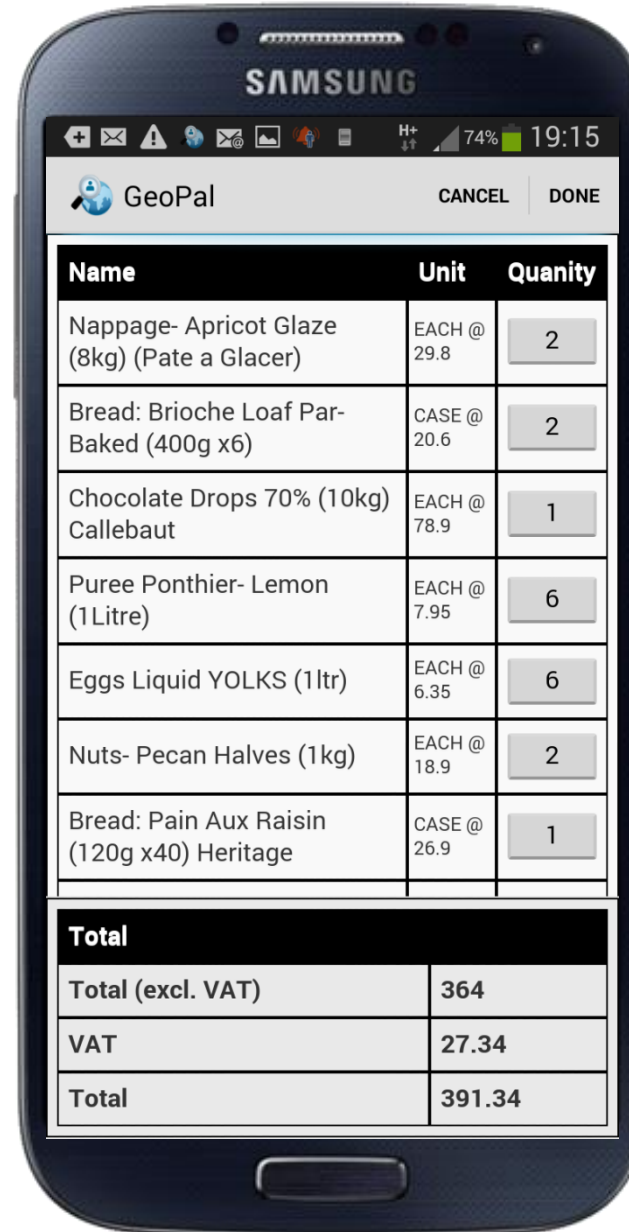 SAMSUNG
H+ 74% 19:15
GeoPal CANCEL DONE
Name Unit Quanity
Nappage- Apricot Glaze
(8kg) (Pate a Glacer)
EACH @
29.8
2
Bread: Brioche Loaf Par-
Baked (400g x6)
CASE @
20.6
2
Chocolate Drops 70% (10kg)
Callebaut
EACH @
78.9
1
Puree Ponthier- Lemon
(1Litre)
EACH @
7.95
6
Eggs Liquid YOLKS (1ltr)
EACH @
6.35
6
Nuts- Pecan Halves (1kg)
EACH @
18.9
2
Bread: Pain Aux Raisin
(120g x40) Heritage
CASE @
26.9
1
Total
Total (excl. VAT) 364
VAT 27.34
Total 391.34